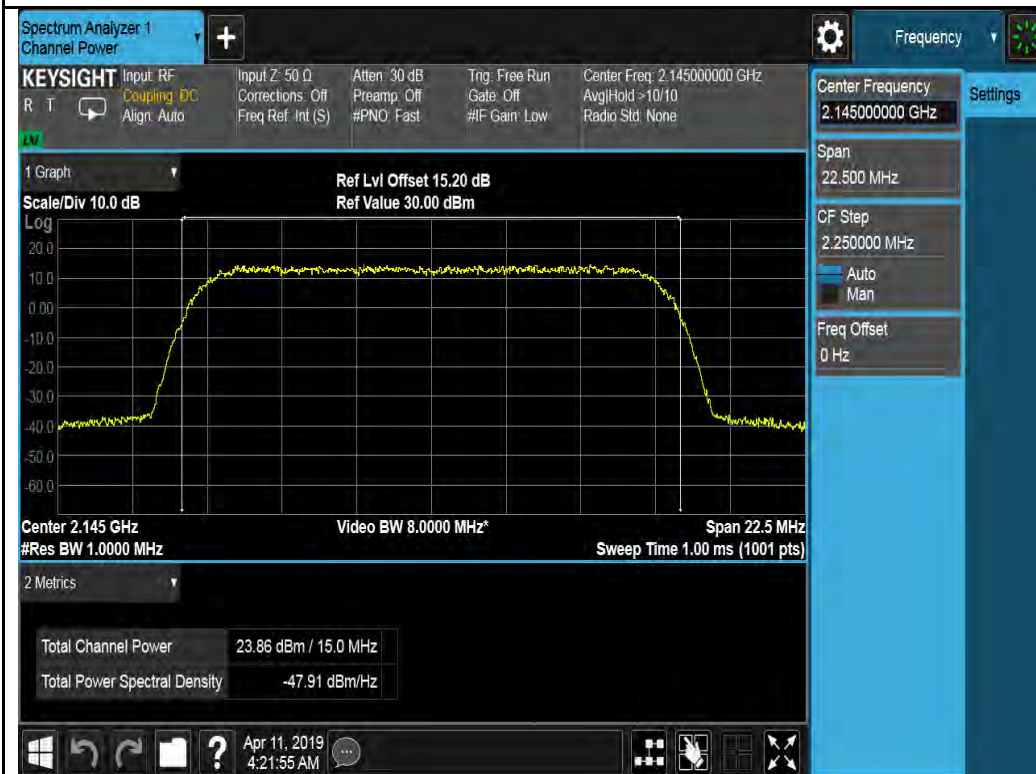 Spectrum Analyzer 1
Channel Power
+
Frequency
KEYSIGHT
R T
Input: RF
Coupling: DC
Align: Auto
Input Z: 50 Ω
Corrections: Off
Freq Ref: Int (S)
Atten: 30 dB
Preamp: Off
#PNO: Fast
Trig: Free Run
Gate: Off
#IF Gain: Low
Center Freq: 2.145000000 GHz
Avg|Hold >10/10
Radio Std: None
Center Frequency
2.145000000 GHz
Settings
Span
22.500 MHz
CF Step
2.250000 MHz
Auto
Man
Freq Offset
0 Hz
1 Graph
Scale/Div 10.0 dB
Ref Lvl Offset 15.20 dB
Ref Value 30.00 dBm
Log
20.0
10.0
0.00
-10.0
-20.0
-30.0
-40.0
-50.0
-60.0
Center 2.145 GHz
#Res BW 1.0000 MHz
Video BW 8.0000 MHz*
Span 22.5 MHz
Sweep Time 1.00 ms (1001 pts)
2 Metrics
Total Channel Power 23.86 dBm / 15.0 MHz
Total Power Spectral Density -47.91 dBm/Hz
?
Apr 11, 2019
4:21:55 AM